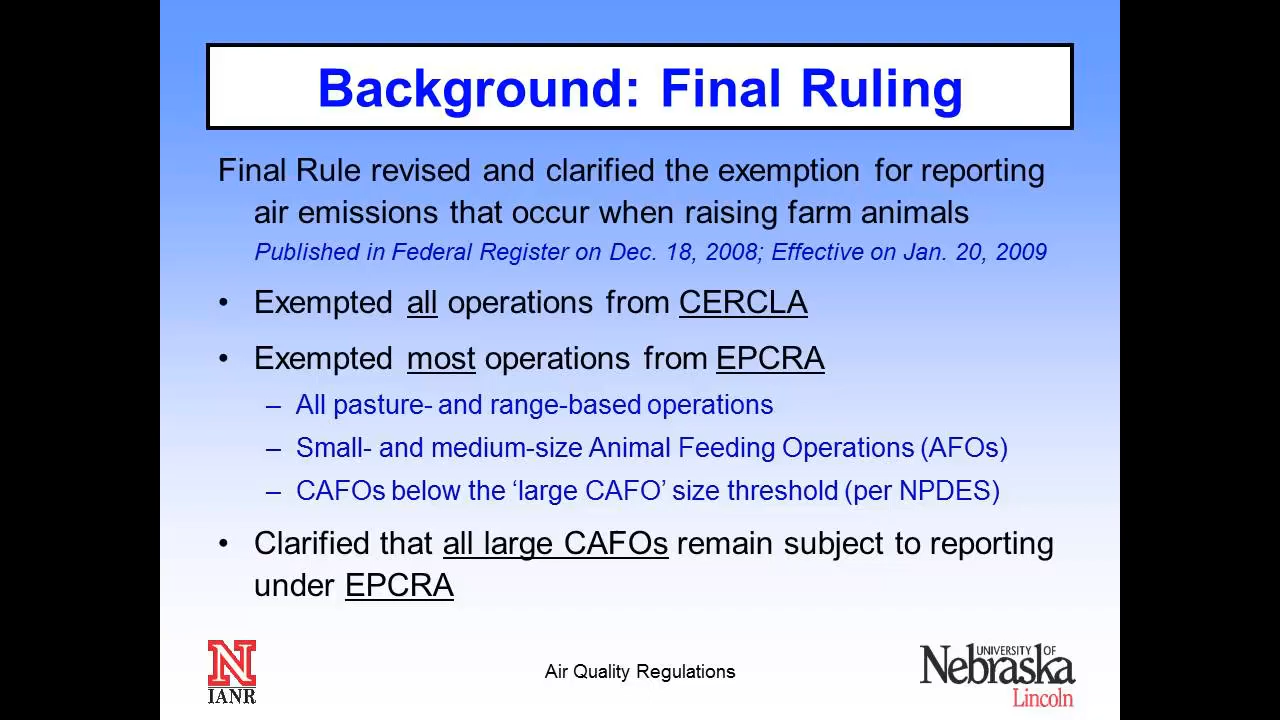 Background: Final Ruling
Final Rule revised and clarified the exemption for reporting
air emissions that occur when raising farm animals
Published in Federal Register on Dec. 18, 2008; Effective on Jan. 20, 2009
• Exempted all operations from CERCLA
• Exempted most operations from EPCRA
– All pasture- and range-based operations
– Small- and medium-size Animal Feeding Operations (AFOs)
– CAFOs below the ‘large CAFO’ size threshold (per NPDES)
• Clarified that all large CAFOs remain subject to reporting
under EPCRA
N
IANR
Air Quality Regulations
UNIVERSITY OF
Nebraska
Lincoln